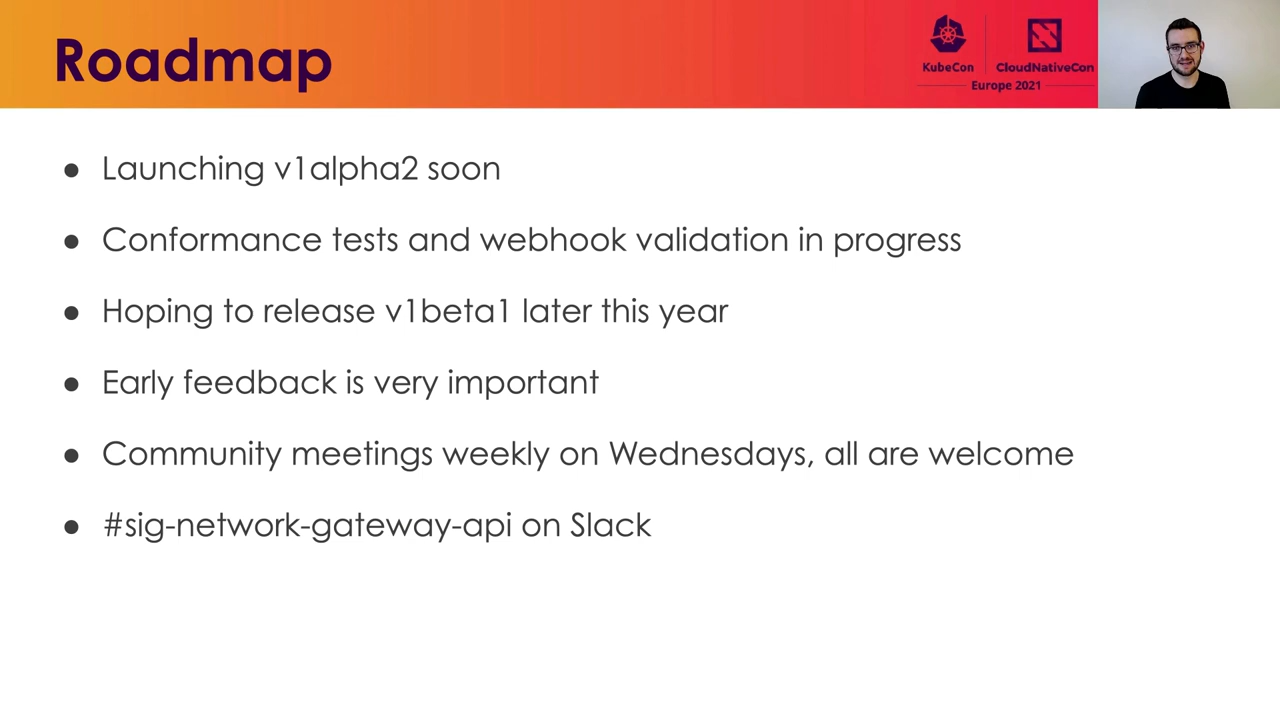 Roadmap
KubeCon
CloudNativeCon
Europe 2021
● Launching v1alpha2 soon
● Conformance tests and webhook validation in progress
● Hoping to release v1beta1 later this year
● Early feedback is very important
● Community meetings weekly on Wednesdays, all are welcome
● #sig-network-gateway-api on Slack